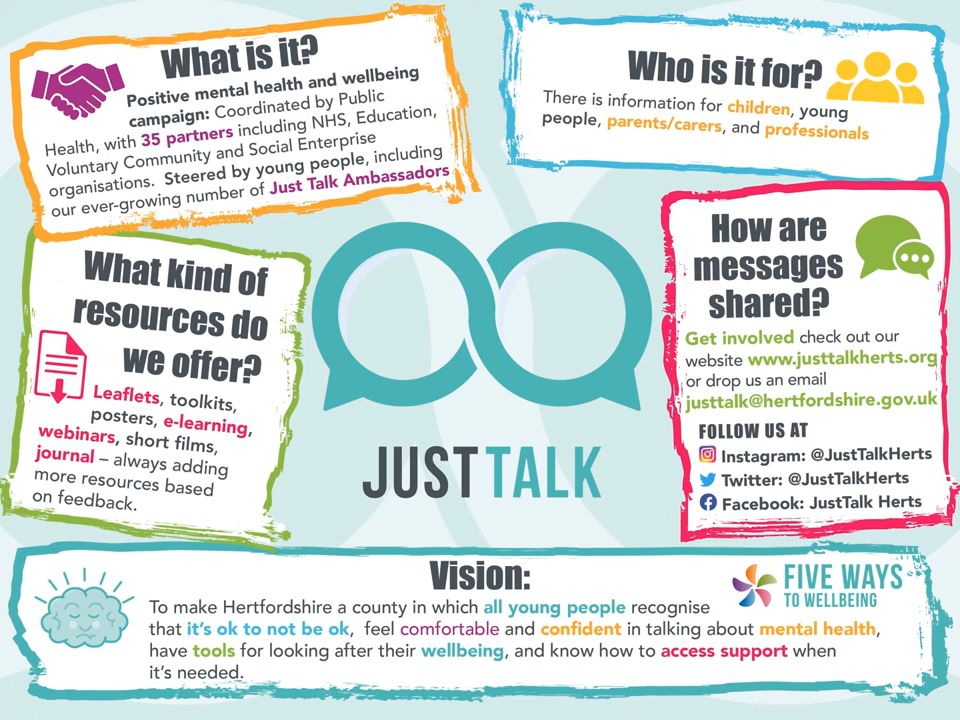 What is it?
Positive mental health and wellbeing
campaign: Coordinated by Public
Health, with 35 partners including NHS, Education,
Voluntary Community and Social Enterprise
organisations. Steered by young people, including
our ever-growing number of Just Talk Ambassadors
Who is it for?
There is information for children, young
people, parents/carers, and professionals
What kind of
resources do
we offer?
Leaflets, toolkits,
posters, e-learning,
webinars, short films,
journal – always adding
more resources based
on feedback.
JUST TALK
How are
messages
shared?
Get involved check out our
website www.justtalkherts.org
or drop us an email
justtalk@hertfordshire.gov.uk
FOLLOW US AT
Instagram: @JustTalkHerts
Twitter: @JustTalkHerts
Facebook: JustTalk Herts
Vision:
To make Hertfordshire a county in which all young people recognise
that it's ok to not be ok, feel comfortable and confident in talking about mental health,
have tools for looking after their wellbeing, and know how to access support when
it's needed.
FIVE WAYS
TO WELLBEING